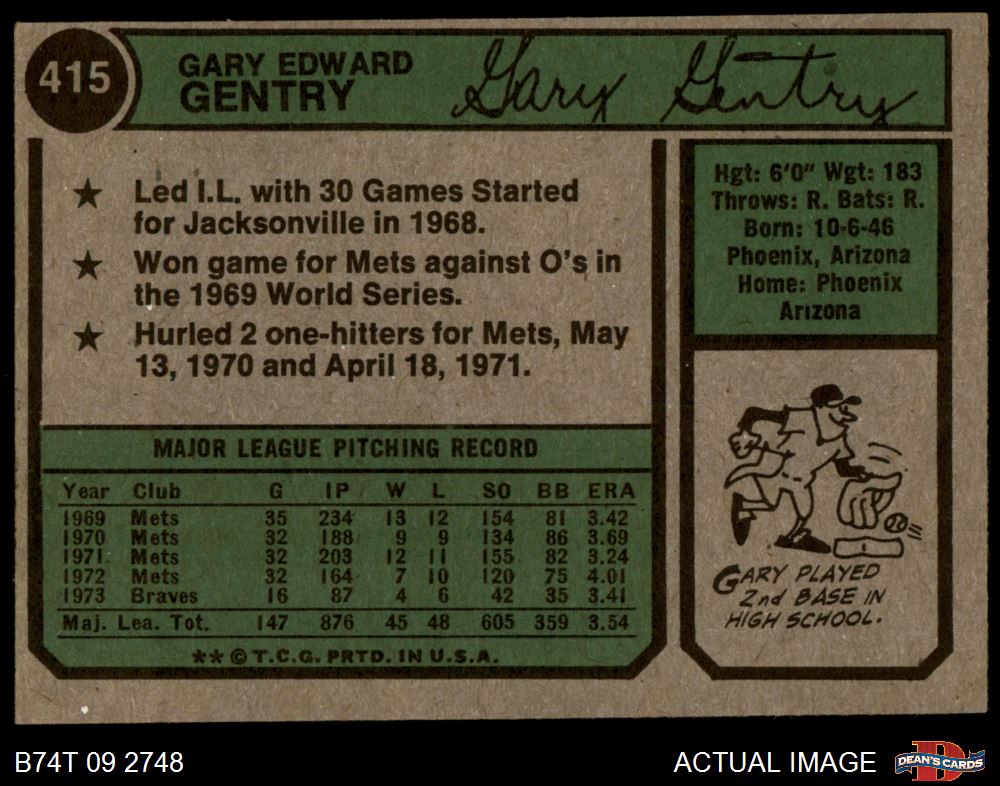 415
GARY EDWARD
GENTRY
Gary Gentry
★ Led I.L. with 30 Games Started
for Jacksonville in 1968.
★ Won game for Mets against O's in
the 1969 World Series.
★ Hurled 2 one-hitters for Mets, May
13, 1970 and April 18, 1971.
Hgt: 6'0" Wgt: 183
Throws: R. Bats: R.
Born: 10-6-46
Phoenix, Arizona
Home: Phoenix
Arizona
MAJOR LEAGUE PITCHING RECORD
Year Club G IP W L SO BB ERA
1969 Mets 35 234 13 12 154 81 3.42
1970 Mets 32 188 9 9 134 86 3.69
1971 Mets 32 203 12 11 155 82 3.24
1972 Mets 32 164 7 10 120 75 4.01
1973 Braves 16 87 4 6 42 35 3.41
Maj. Lea. Tot. 147 876 45 48 605 359 3.54
** © T.C.G. PRTD. IN U.S.A.
GARY PLAYED
2nd BASE IN
HIGH SCHOOL.
B74T 09 2748
ACTUAL IMAGE
D
DEAN'S CARDS